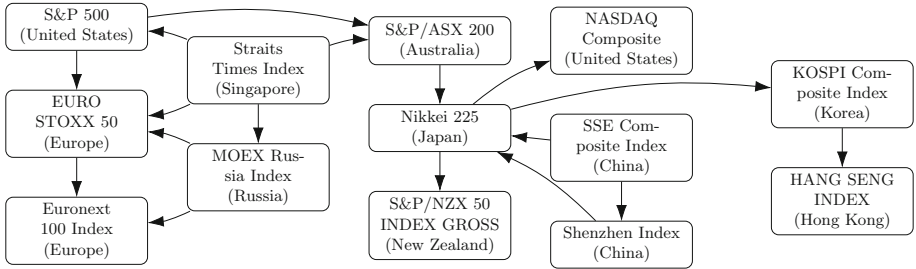 S&P 500
(United States)
Straits
Times Index
(Singapore)
EURO
STOXX 50
(Europe)
MOEX Rus-
sia Index
(Russia)
Euronext
100 Index
(Europe)
S&P/ASX 200
(Australia)
Nikkei 225
(Japan)
S&P/NZX 50
INDEX GROSS
(New Zealand)
NASDAQ
Composite
(United States)
SSE Com-
posite Index
(China)
Shenzhen Index
(China)
KOSPI Com-
posite Index
(Korea)
HANG SENG
INDEX
(Hong Kong)